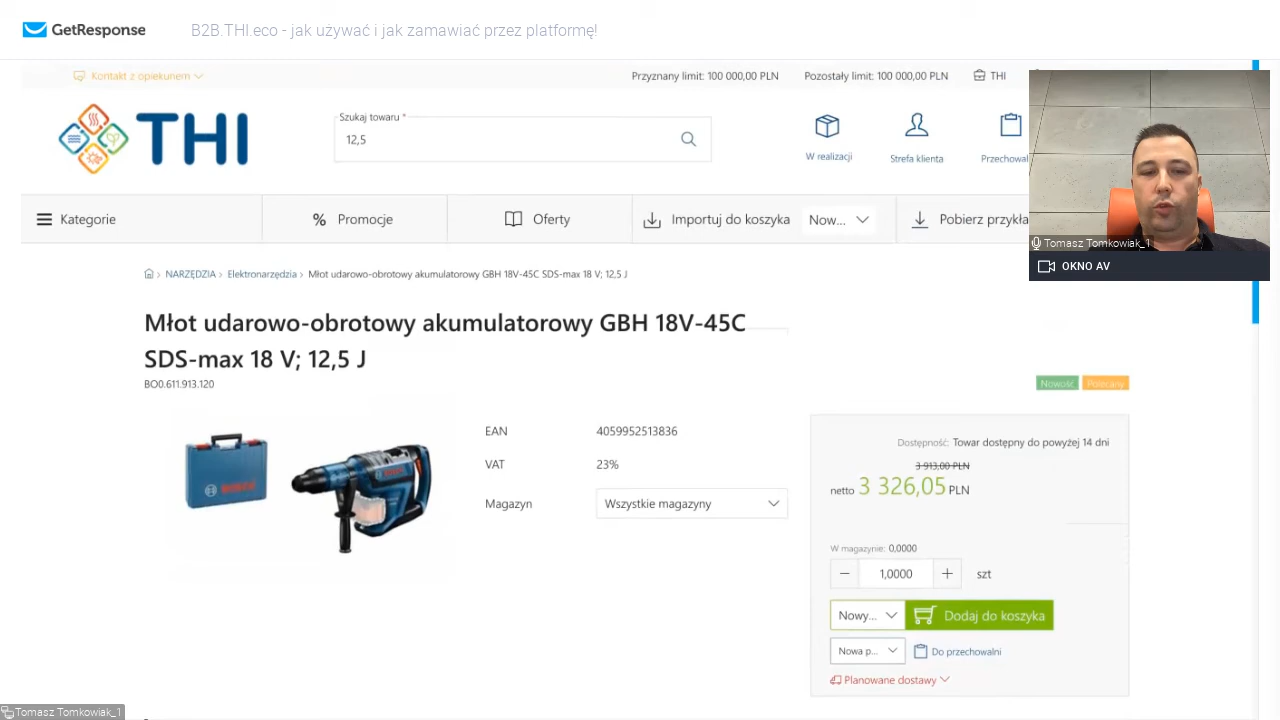 GetResponse
B2B.THI.eco - jak używać i jak zamawiać przez platformę!
Kontakt z opiekunem
Przyznany limit: 100 000,00 PLN
Pozostały limit: 100 000,00 PLN
THI
THI
Szukaj towaru *
12,5
W realizacji
Strefa klienta
Przechowal
Kategorie
Promocje
Oferty
Importuj do koszyka
Now...
Pobierz przykła
Tomasz Tomkowiak_1
OKNO AV
NARZĘDZIA › Elektronarzędzia › Młot udarowo-obrotowy akumulatorowy GBH 18V-45C SDS-max 18 V; 12,5 J
Młot udarowo-obrotowy akumulatorowy GBH 18V-45C
SDS-max 18 V; 12,5 J
BO0.611.913.120
Nowość
Polecany
BOSCH
EAN
4059952513836
VAT
23%
Magazyn
Wszystkie magazyny
Dostępność: Towar dostępny do powyżej 14 dni
3 913,00 PLN
netto 3 326,05 PLN
W magazynie: 0,0000
1,0000
szt
Nowy...
Dodaj do koszyka
Nowa p...
Do przechowalni
Planowane dostawy
Tomasz Tomkowiak_1